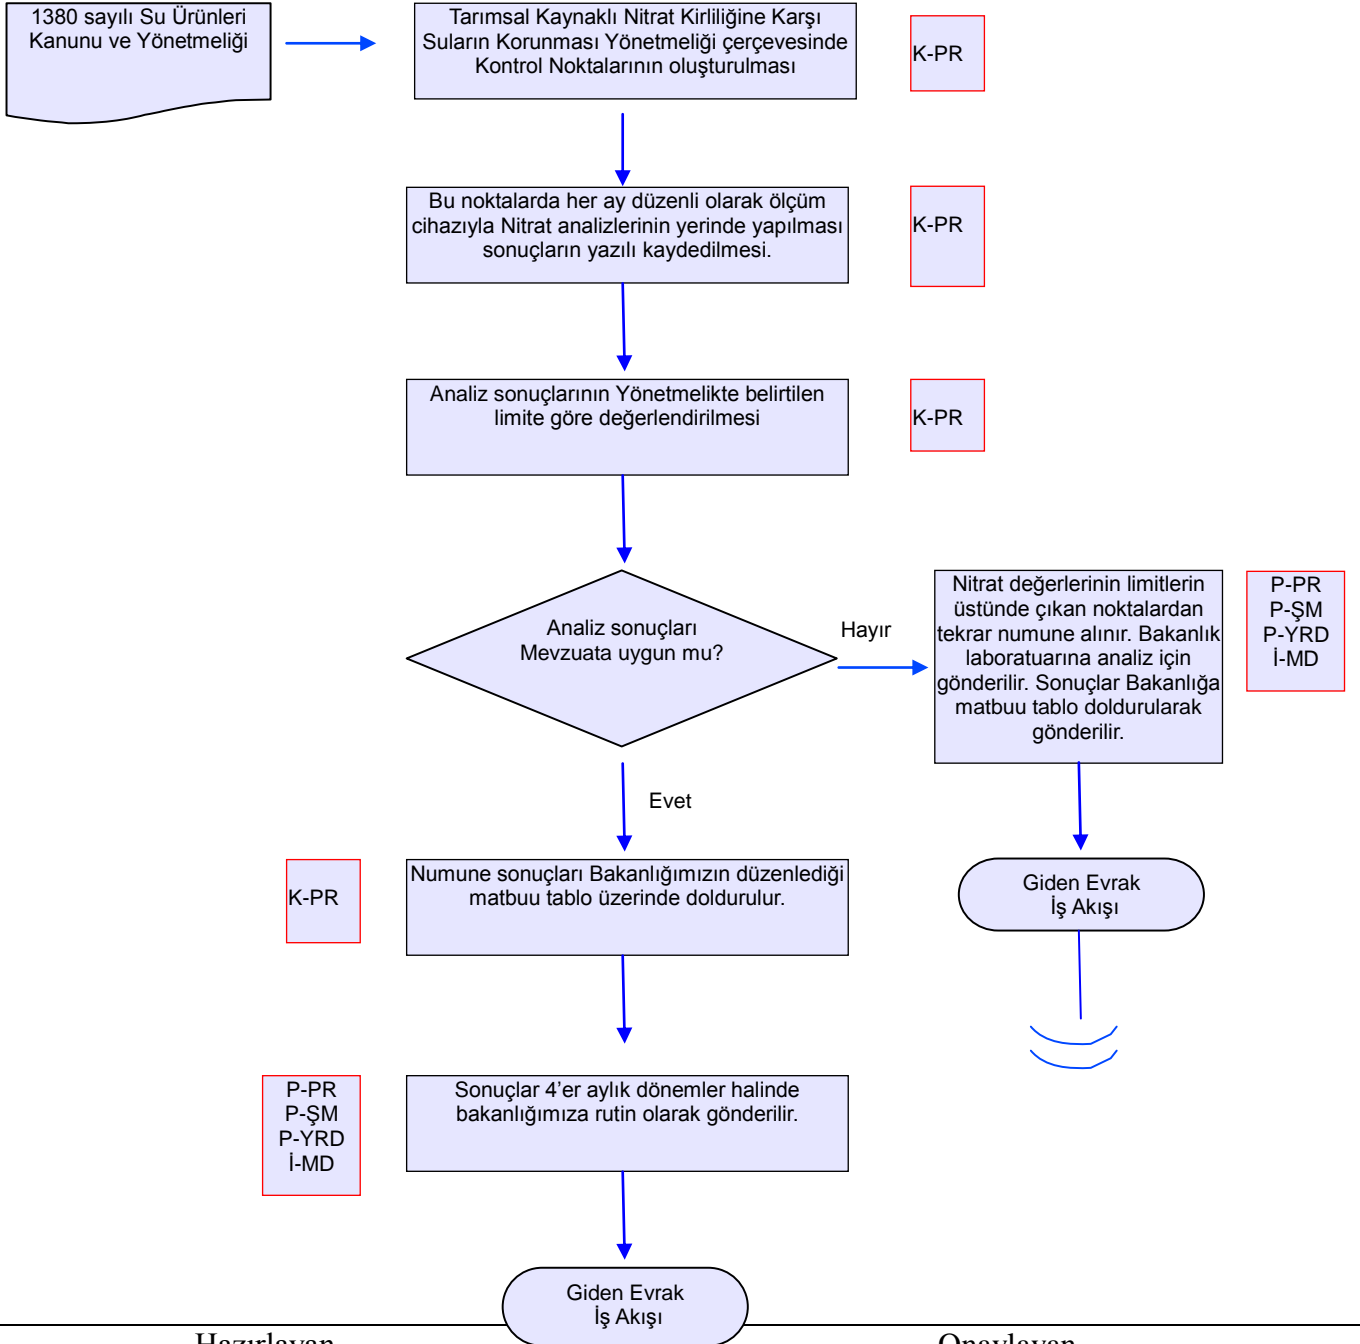 1380 sayılı Su Ürünleri
Kanunu ve Yönetmeliği
Tarımsal Kaynaklı Nitrat Kirliliğine Karşı
Suların Korunması Yönetmeliği çerçevesinde
Kontrol Noktalarının oluşturulması
K-PR
Bu noktalarda her ay düzenli olarak ölçüm
cihazıyla Nitrat analizlerinin yerinde yapılması
sonuçların yazılı kaydedilmesi.
K-PR
Analiz sonuçlarının Yönetmelikte belirtilen
limite göre değerlendirilmesi
K-PR
Analiz sonuçları
Mevzuata uygun mu?
Hayır
Nitrat değerlerinin limitlerin
üstünde çıkan noktalardan
tekrar numune alınır. Bakanlık
laboratuarına analiz için
gönderilir. Sonuçlar Bakanlığa
matbuu tablo doldurularak
gönderilir.
P-PR
P-ŞM
P-YRD
İ-MD
Evet
Giden Evrak
İş Akışı
K-PR
Numune sonuçları Bakanlığımızın düzenlediği
matbuu tablo üzerinde doldurulur.
P-PR
P-ŞM
P-YRD
İ-MD
Sonuçlar 4’er aylık dönemler halinde
bakanlığımıza rutin olarak gönderilir.
Giden Evrak
İş Akışı
Hazırlayan
Onaylayan